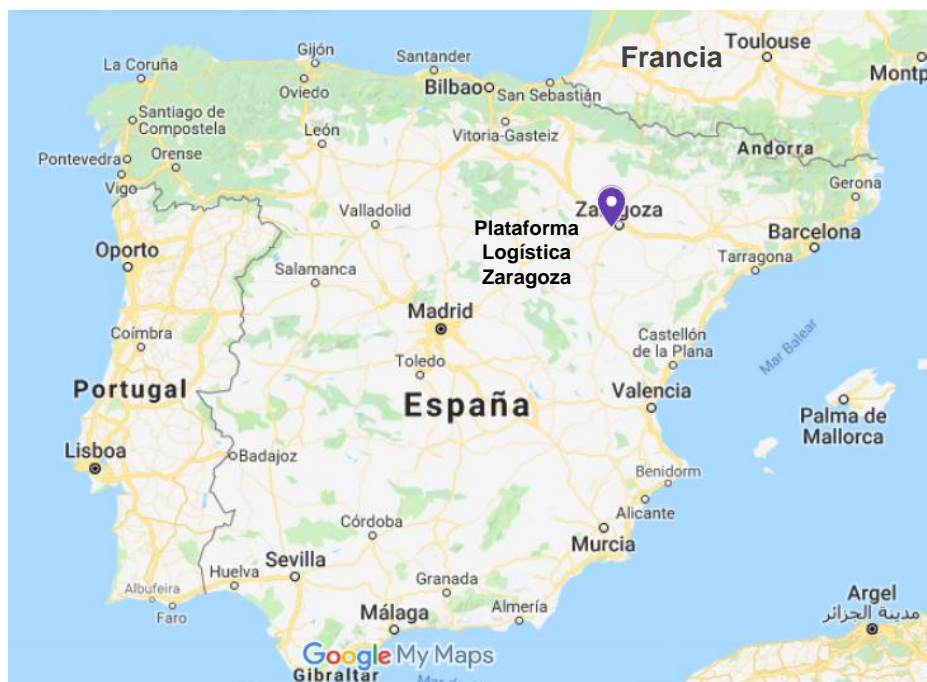 Francia
Toulouse
Gijón
Santander
La Coruña
Bilbao
Montp
Oviedo
San Sebastián
Santiago de
Compostela
León
Vitoria-Gasteiz
Andorra
Pontevedra
Orense
Vigo
Gerona
Valladolid
Zaragoza
Plataforma
Logística
Zaragoza
Oporto
Barcelona
Tarragona
Salamanca
Madrid
Coímbra
Castellón
de la Plana
Mar Balear
Toledo
Portugal
España
Valencia
Palma de
Mallorca
Lisboa
Badajoz
Benidorm
Alicante
Córdoba
Murcia
Sevilla
Huelva
Granada
Albufeira
Faro
Almería
Málaga
Argel
مدينة الجزائر
Google My Maps
Gibraltar